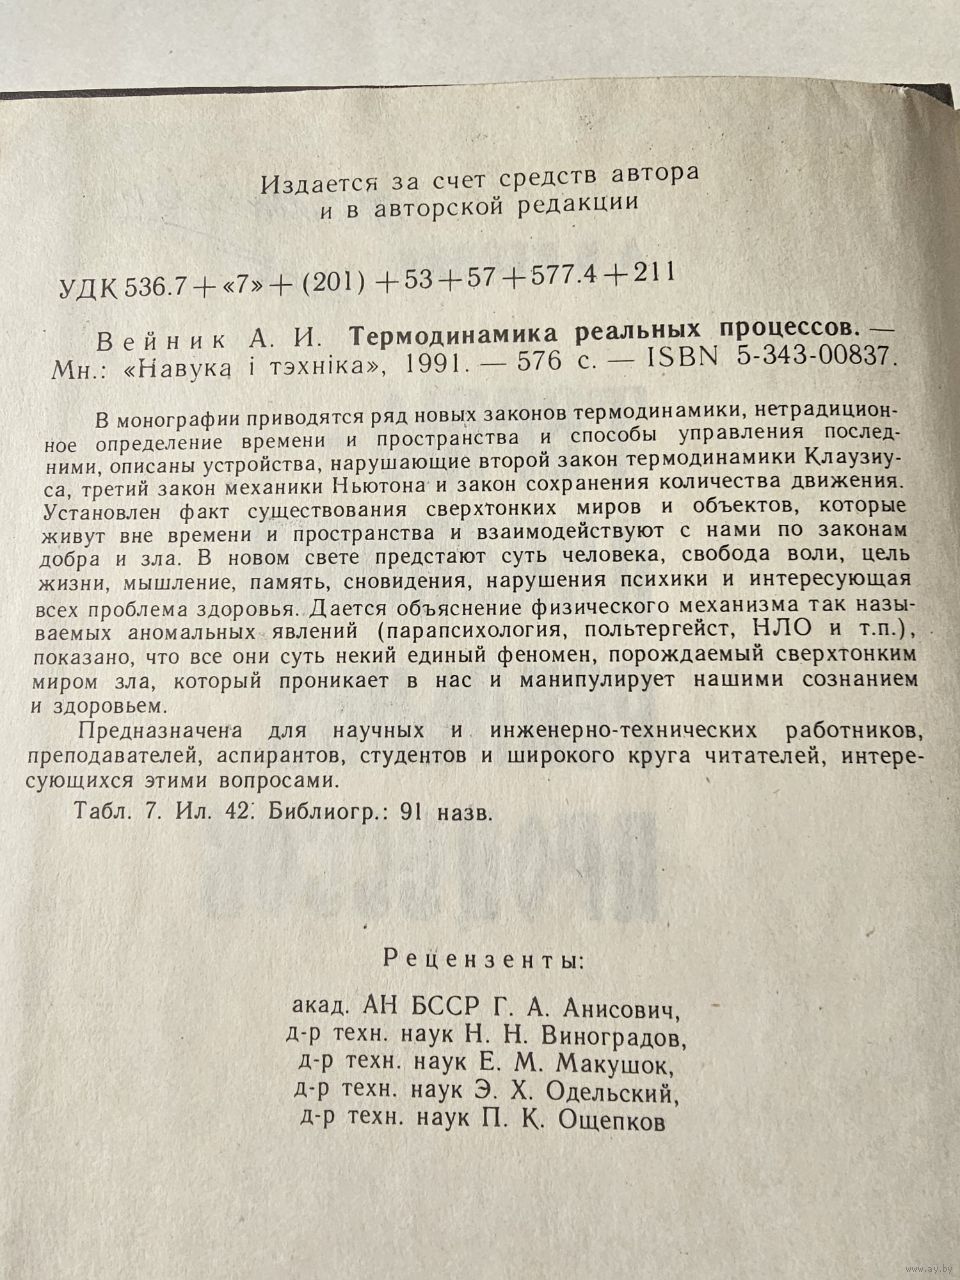 Издается за счет средств автора
и в авторской редакции
УДК 536.7 + «7» + (201) + 53 + 57 + 577.4 + 211
Вейник А. И. Термодинамика реальных процессов. —
Мн.: «Навука і тэхніка», 1991. — 576 с. — ISBN 5-343-00837.
В монографии приводятся ряд новых законов термодинамики, нетрадицион-
ное определение времени и пространства и способы управления послед-
ними, описаны устройства, нарушающие второй закон термодинамики Клаузиу-
са, третий закон механики Ньютона и закон сохранения количества движения.
Установлен факт существования сверхтонких миров и объектов, которые
живут вне времени и пространства и взаимодействуют с нами по законам
добра и зла. В новом свете предстают суть человека, свобода воли, цель
жизни, мышление, память, сновидения, нарушения психики и интересующая
всех проблема здоровья. Дается объяснение физического механизма так назы-
ваемых аномальных явлений (парапсихология, польтергейст, НЛО и т.п.),
показано, что все они суть некий единый феномен, порождаемый сверхтонким
миром зла, который проникает в нас и манипулирует нашими сознанием
и здоровьем.
Предназначена для научных и инженерно-технических работников,
преподавателей, аспирантов, студентов и широкого круга читателей, интере-
сующихся этими вопросами.
Табл. 7. Ил. 42. Библиогр.: 91 назв.
Рецензенты:
акад. АН БССР Г. А. Анисович,
д-р техн. наук Н. Н. Виноградов,
д-р техн. наук Е. М. Макушок,
д-р техн. наук Э. Х. Одельский,
д-р техн. наук П. К. Ощепков
www.ay.by